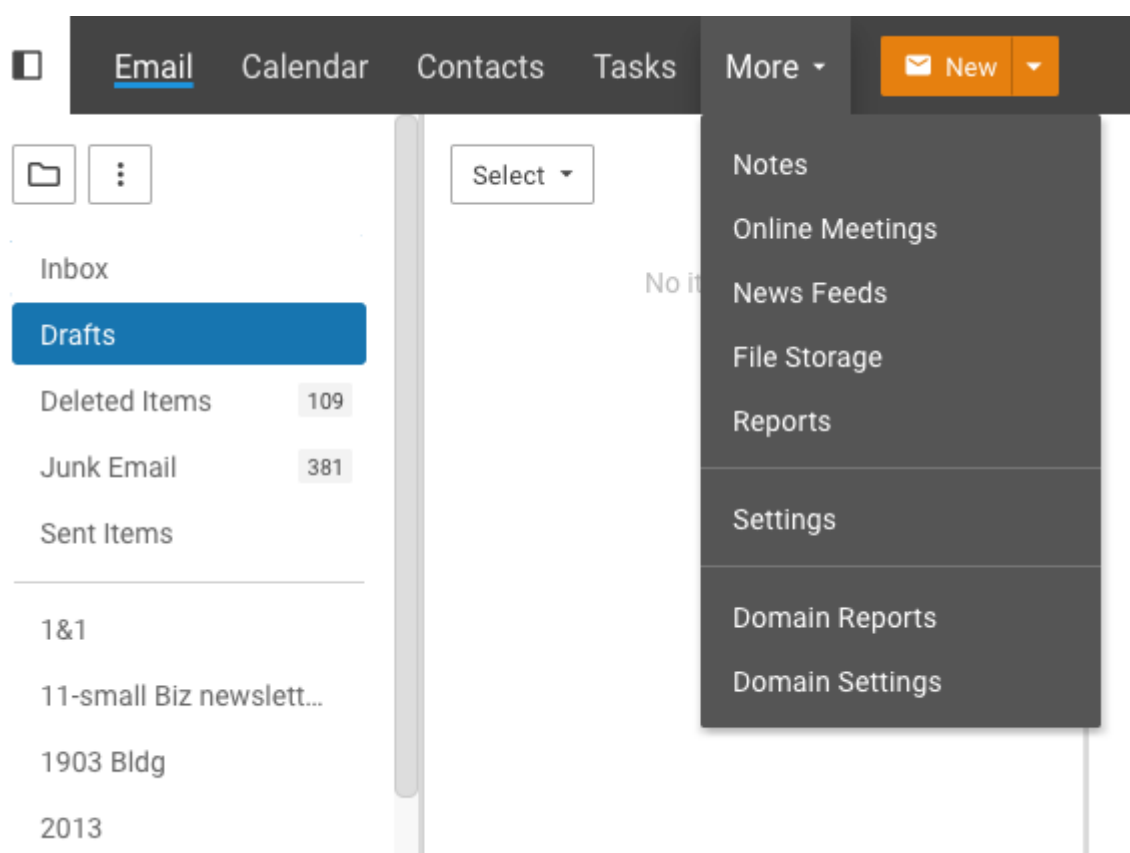 Email Calendar Contacts Tasks More New
Select
Inbox
Drafts
Deleted Items 109
Junk Email 381
Sent Items
1&1
11-small Biz newslett...
1903 Bldg
2013
No it
Notes
Online Meetings
News Feeds
File Storage
Reports
Settings
Domain Reports
Domain Settings